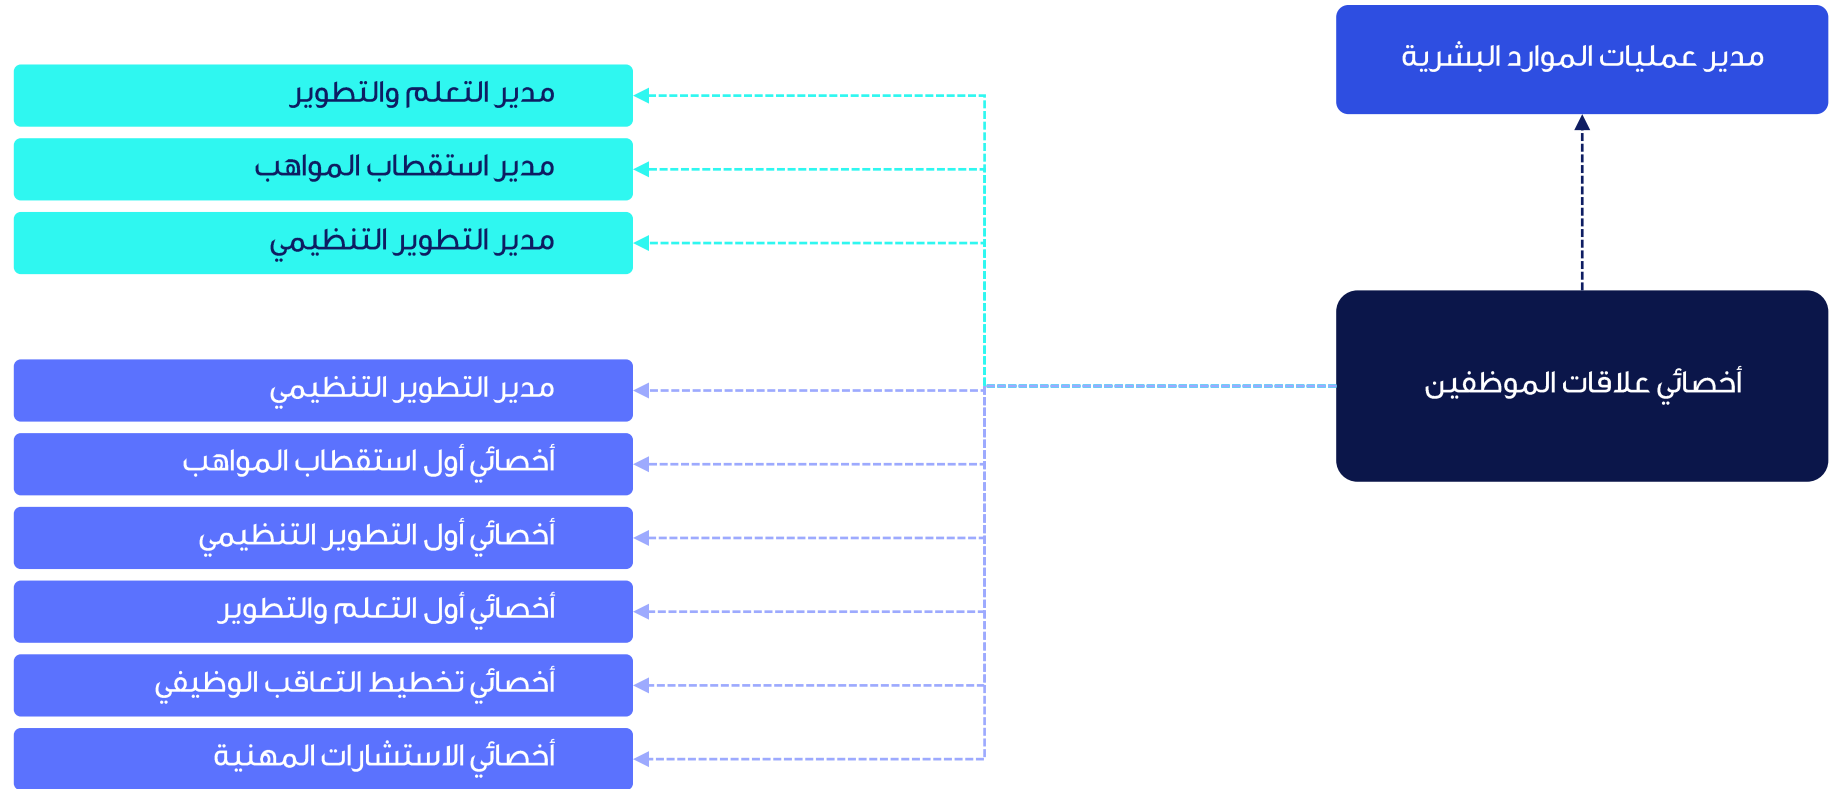 مدير عمليات الموارد البشرية
أخصائي علاقات الموظفين
مدير التعلم والتطوير
مدير استقطاب المواهب
مدير التطوير التنظيمي
مدير التطوير التنظيمي
أخصائي أول استقطاب المواهب
أخصائي أول التطوير التنظيمي
أخصائي أول التعلم والتطوير
أخصائي تخطيط التعاقب الوظيفي
أخصائي الاستشارات المهنية